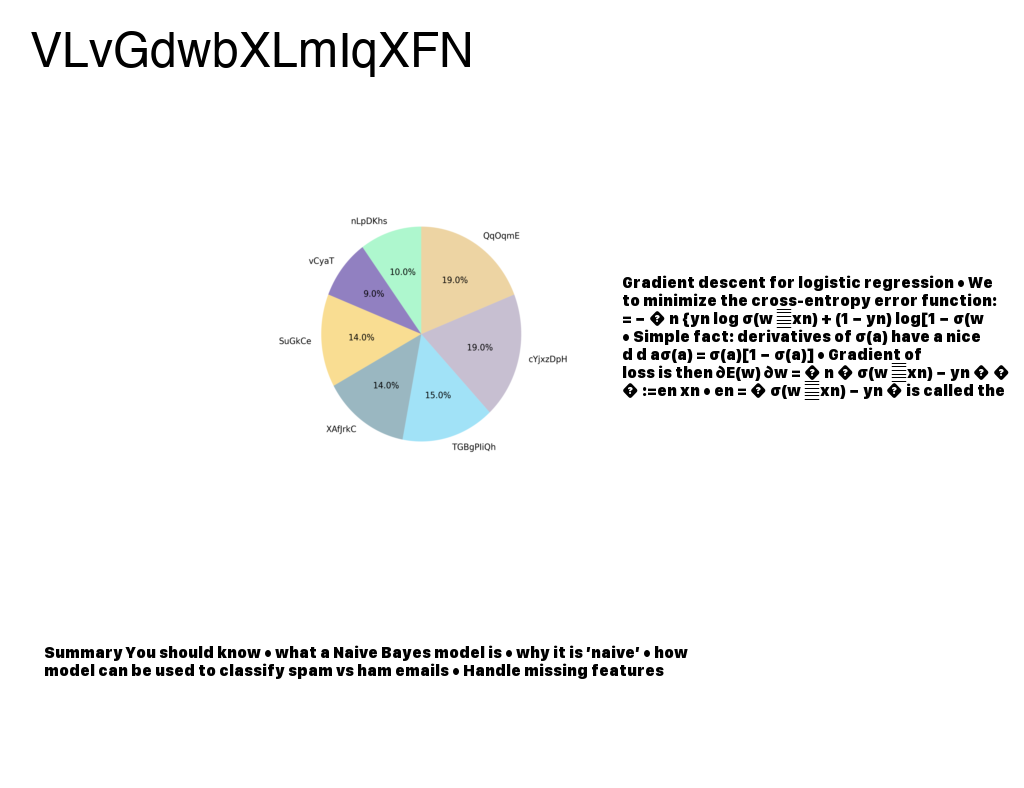 VLvGdwbXLmIqXFN
nLpDKhs
QqOqmE
vCyaT
10.0%
19.0%
9.0%
SuGkCe
14.0%
19.0%
cYjxzDpH
14.0%
15.0%
XAfJrkC
TGBgPIiQh
Gradient descent for logistic regression • We
to minimize the cross-entropy error function:
= − � n {yn log σ(w xn) + (1 − yn) log[1 − σ(w
• Simple fact: derivatives of σ(a) have a nice
d d aσ(a) = σ(a)[1 − σ(a)] • Gradient of
loss is then ∂E(w) ∂w = � n � σ(w xn) − yn � �
� :=en xn • en = � σ(w xn) − yn � is called the
Summary You should know • what a Naive Bayes model is • why it is 'naive' • how
model can be used to classify spam vs ham emails • Handle missing features